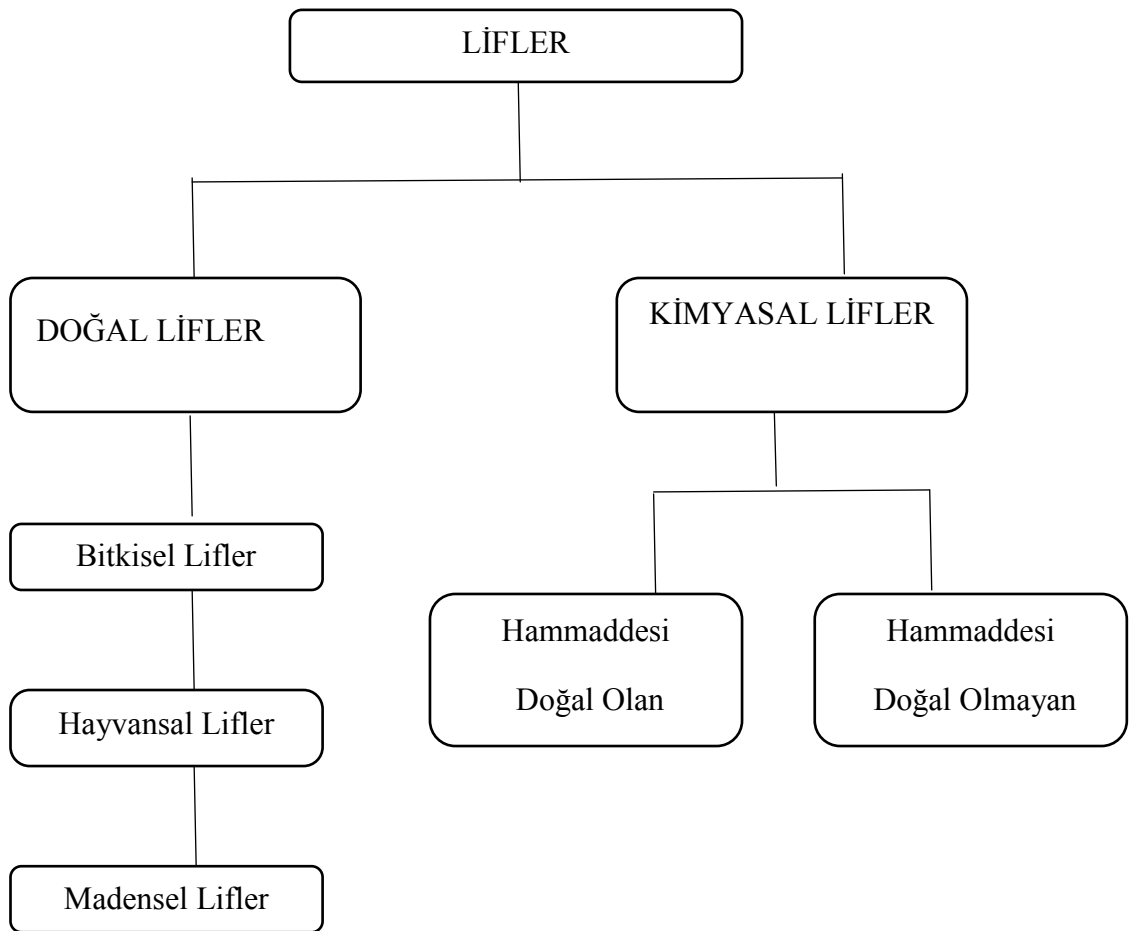 LİFLER
DOĞAL LİFLER
KİMYASAL LİFLER
Bitkisel Lifler
Hayvansal Lifler
Madensel Lifler
Hammaddesi
Doğal Olan
Hammaddesi
Doğal Olmayan